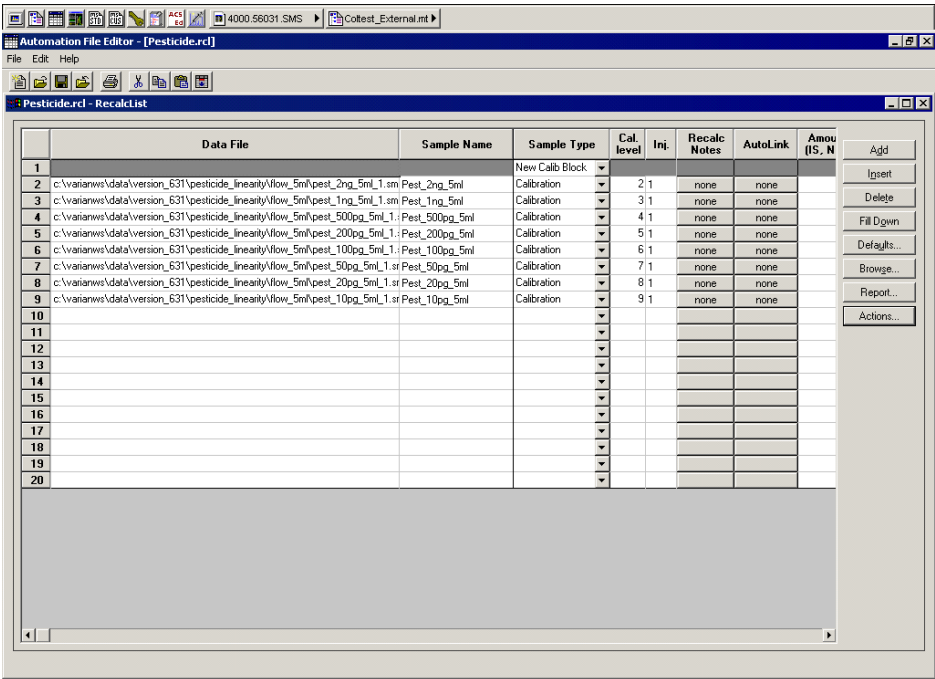 MS STD MS CUS ACS Ed 4000.56031.SMS Cottest_External.mt
Automation File Editor - [Pesticide.rcl]
File Edit Help
Pesticide.rcl - RecalcList
Data File Sample Name Sample Type Cal. level Inj. Recalc Notes AutoLink Amou (IS, N
1 New Calib Block
2 c:\varianws\data\version_631\pesticide_linearity\flow_5ml\pest_2ng_5ml_1.sm Pest_2ng_5ml Calibration 2 1 none none
3 c:\varianws\data\version_631\pesticide_linearity\flow_5ml\pest_1ng_5ml_1.sm Pest_1ng_5ml Calibration 3 1 none none
4 c:\varianws\data\version_631\pesticide_linearity\flow_5ml\pest_500pg_5ml_1. Pest_500pg_5ml Calibration 4 1 none none
5 c:\varianws\data\version_631\pesticide_linearity\flow_5ml\pest_200pg_5ml_1. Pest_200pg_5ml Calibration 5 1 none none
6 c:\varianws\data\version_631\pesticide_linearity\flow_5ml\pest_100pg_5ml_1. Pest_100pg_5ml Calibration 6 1 none none
7 c:\varianws\data\version_631\pesticide_linearity\flow_5ml\pest_50pg_5ml_1.sr Pest_50pg_5ml Calibration 7 1 none none
8 c:\varianws\data\version_631\pesticide_linearity\flow_5ml\pest_20pg_5ml_1.sr Pest_20pg_5ml Calibration 8 1 none none
9 c:\varianws\data\version_631\pesticide_linearity\flow_5ml\pest_10pg_5ml_1.sr Pest_10pg_5ml Calibration 9 1 none none
10
11
12
13
14
15
16
17
18
19
20
Add
Insert
Delete
Fill Down
Defaults...
Browse...
Report...
Actions...